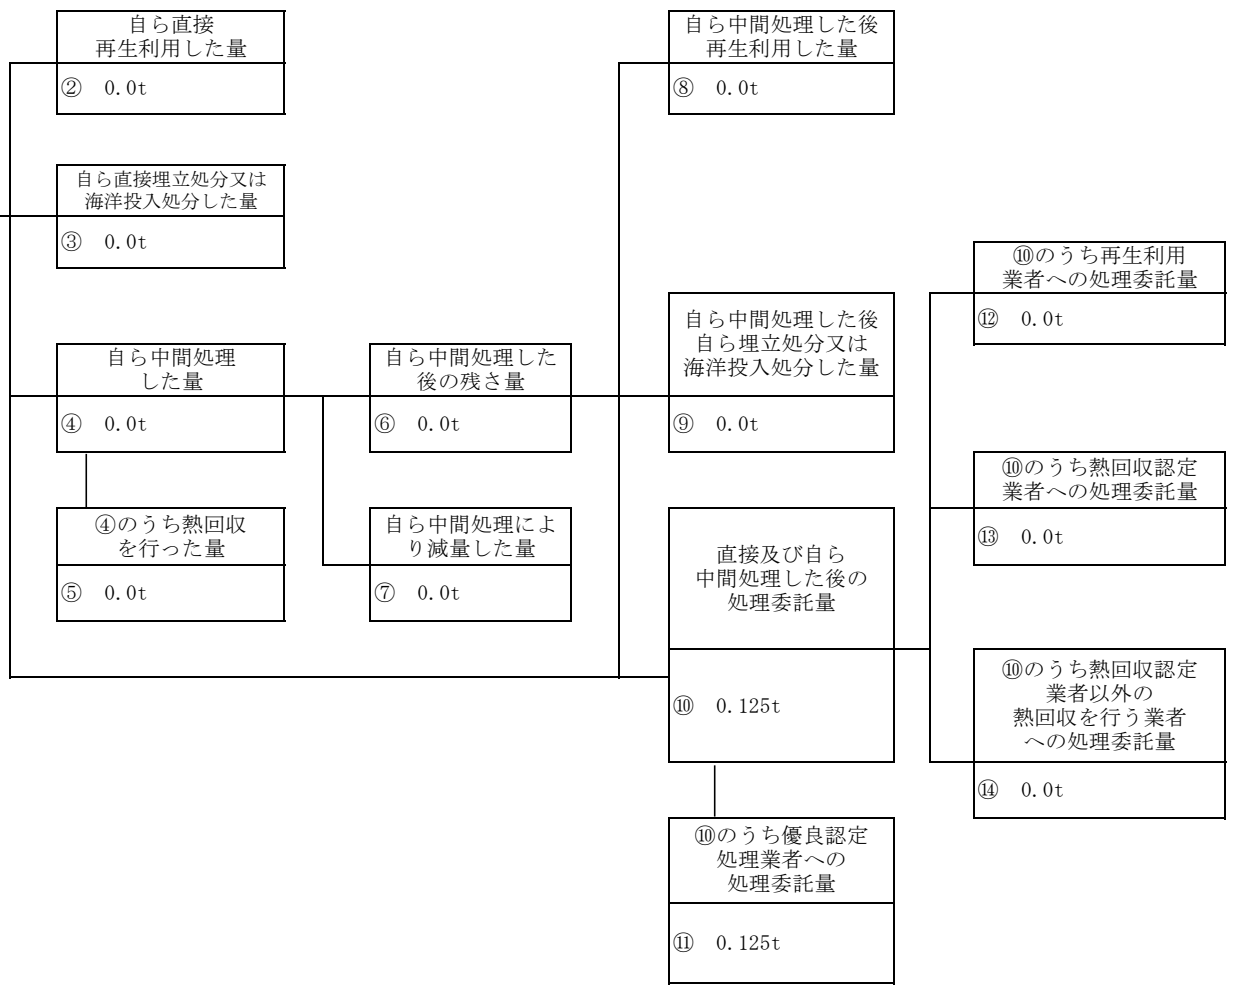 自ら直接
再生利用した量
② 0.0t
自ら直接埋立処分又は
海洋投入処分した量
③ 0.0t
自ら中間処理
した量
④ 0.0t
④のうち熱回収
を行った量
⑤ 0.0t
自ら中間処理した
後の残さ量
⑥ 0.0t
自ら中間処理によ
り減量した量
⑦ 0.0t
自ら中間処理した後
再生利用した量
⑧ 0.0t
自ら中間処理した後
自ら埋立処分又は
海洋投入処分した量
⑨ 0.0t
直接及び自ら
中間処理した後の
処理委託量
⑩ 0.125t
⑩のうち優良認定
処理業者への
処理委託量
⑪ 0.125t
⑩のうち再生利用
業者への処理委託量
⑫ 0.0t
⑩のうち熱回収認定
業者への処理委託量
⑬ 0.0t
⑩のうち熱回収認定
業者以外の
熱回収を行う業者
への処理委託量
⑭ 0.0t